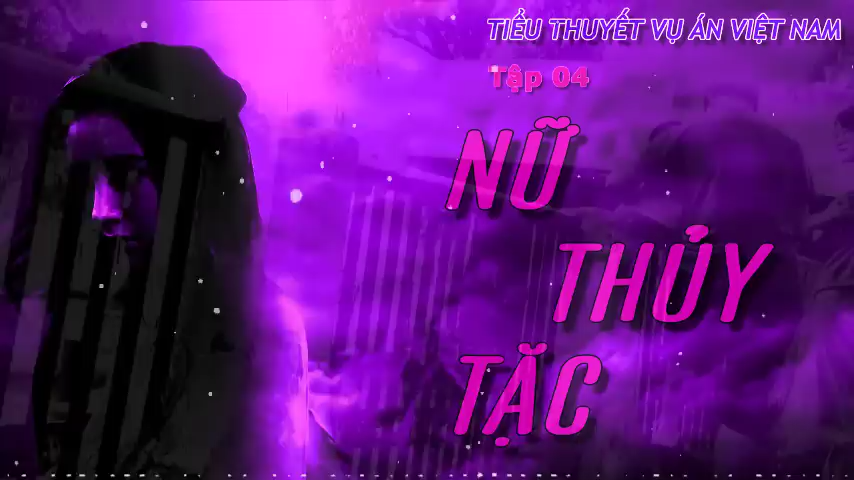 TIỂU THUYẾT VỤ ÁN VIỆT NAM
Tập 04
NỮ
THỦY
TẶC